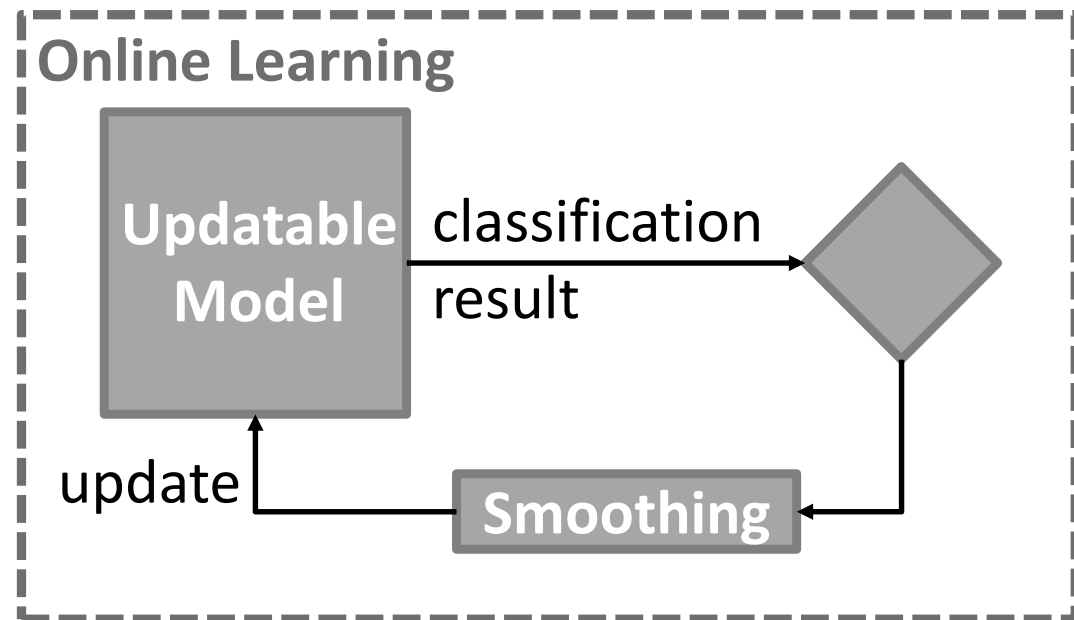 Online Learning
Updatable
Model
classification
result
update
Smoothing